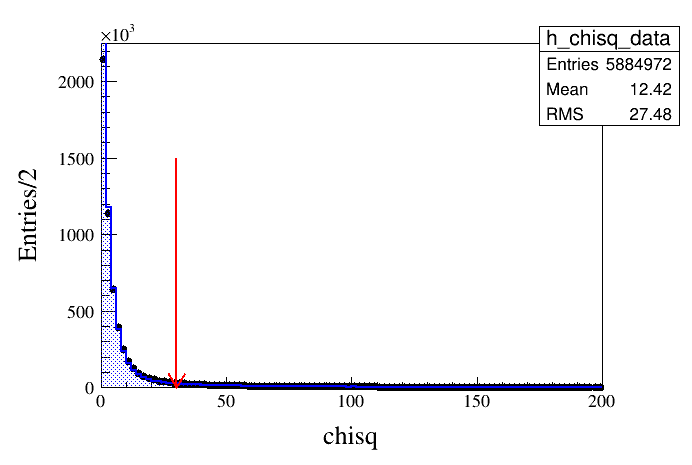 ×10³
h_chisq_data
Entries 5884972
Mean 12.42
RMS 27.48
2000
1500
1000
500
0
Entries/2
0 50 100 150 200
chisq